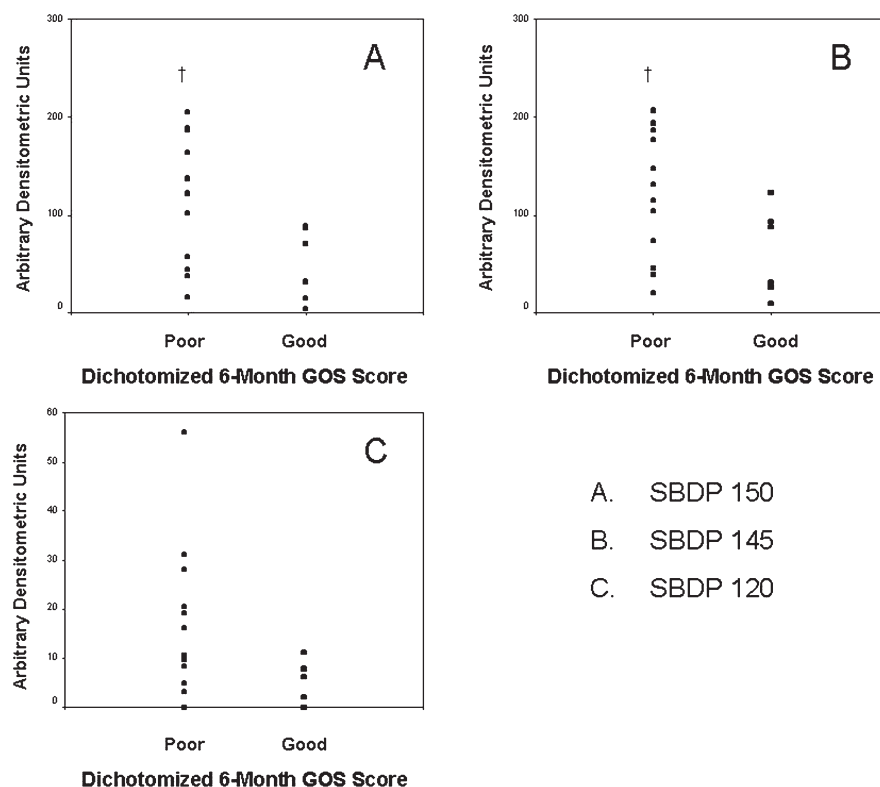 A
†
Arbitrary Densitometric Units
300
200
100
0
Poor Good
Dichotomized 6-Month GOS Score
B
†
Arbitrary Densitometric Units
300
200
100
0
Poor Good
Dichotomized 6-Month GOS Score
C
Arbitrary Densitometric Units
60
50
40
30
20
10
0
Poor Good
Dichotomized 6-Month GOS Score
A. SBDP 150
B. SBDP 145
C. SBDP 120